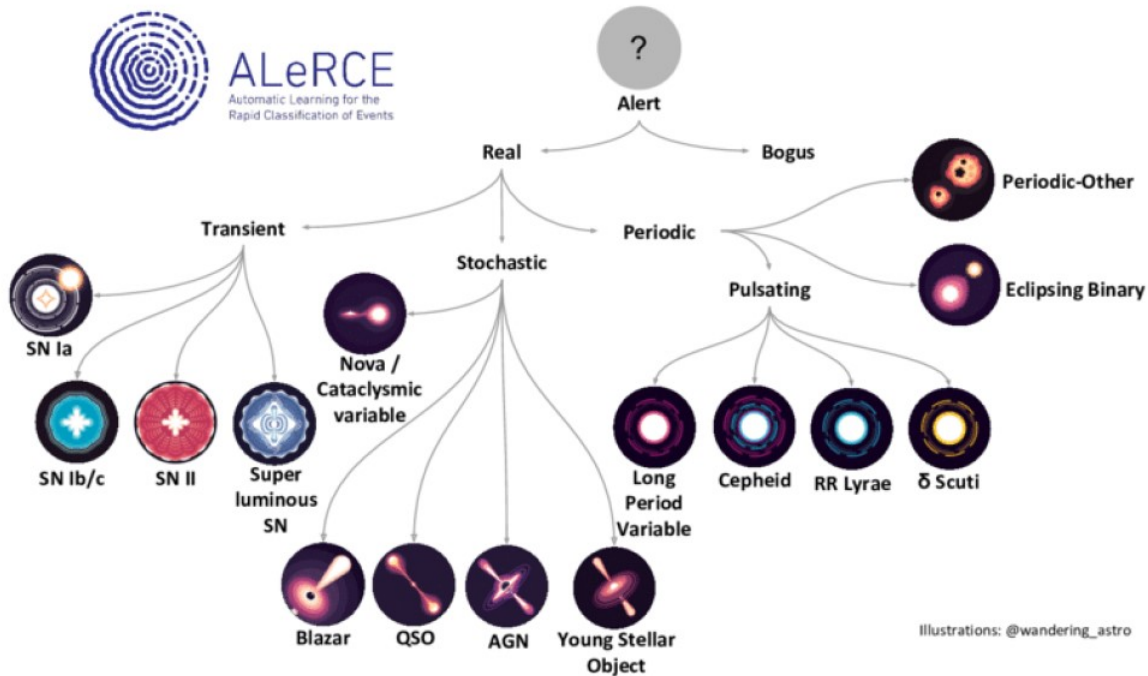 ALeRCE
Automatic Learning for the
Rapid Classification of Events
?
Alert
Real
Bogus
Periodic-Other
Transient
Periodic
Stochastic
Eclipsing Binary
Pulsating
SN Ia
Nova /
Cataclysmic
variable
SN Ib/c
SN II
Super
luminous
SN
Long
Period
Variable
Cepheid
RR Lyrae
δ Scuti
Blazar
QSO
AGN
Young Stellar
Object
Illustrations: @wandering_astro